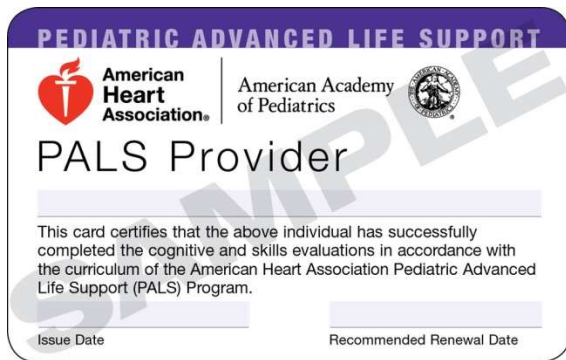 PEDIATRIC ADVANCED LIFE SUPPORT
American
Heart
Association®
American Academy
of Pediatrics
PALS Provider
This card certifies that the above individual has successfully
completed the cognitive and skills evaluations in accordance with
the curriculum of the American Heart Association Pediatric Advanced
Life Support (PALS) Program.
Issue Date
Recommended Renewal Date
SAMPLE